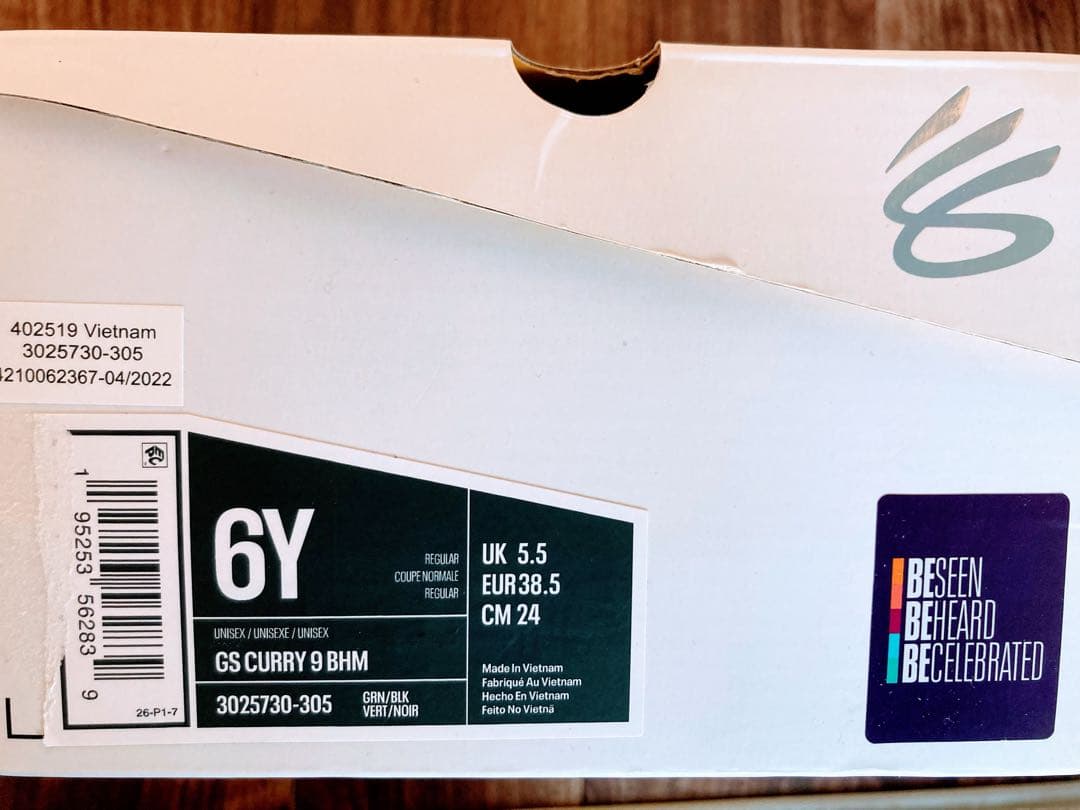 402519 Vietnam
3025730-305
4210062367-04/2022
1 95253 56283 9
26-P1-7
6Y
REGULAR
COUPE NORMALE
REGULAR
UNISEX / UNISEXE / UNISEX
GS CURRY 9 BHM
3025730-305
GRN/BLK
VERT/NOIR
UK 5.5
EUR 38.5
CM 24
Made In Vietnam
Fabriqué Au Vietnam
Hecho En Vietnam
Feito No Vietnã
BESEEN
BEHEARD
BECELEBRATED